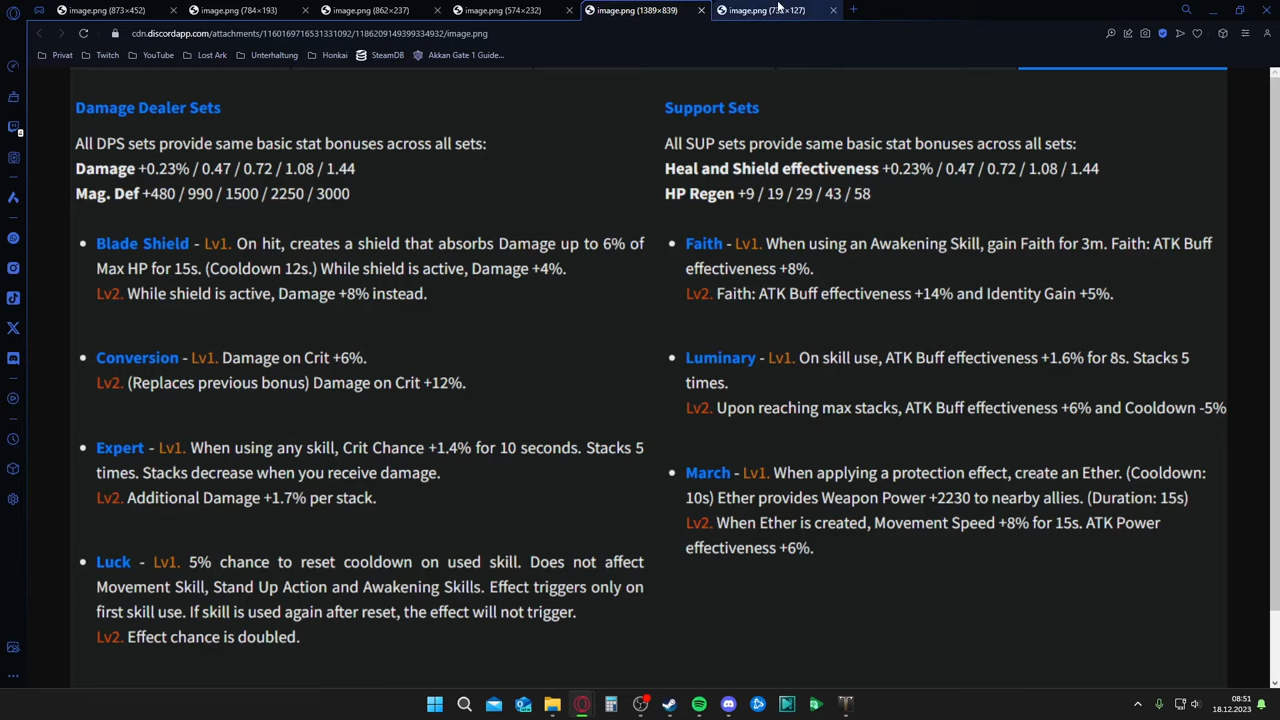 image.png (873×452)
image.png (784×193)
image.png (862×237)
image.png (574×232)
image.png (1389×839)
cdn.discordapp.com/attachments/1160169716531331092/1186209149399334932/image.png
Privat
Twitch
YouTube
Lost Ark
Unterhaltung
Honkai
SteamDB
Akkan Gate 1 Guide...
Damage Dealer Sets
All DPS sets provide same basic stat bonuses across all sets:
Damage +0.23% / 0.47 / 0.72 / 1.08 / 1.44
Mag. Def +480 / 990 / 1500 / 2250 / 3000
Blade Shield - Lv1. On hit, creates a shield that absorbs Damage up to 6% of
Max HP for 15s. (Cooldown 12s.) While shield is active, Damage +4%.
Lv2. While shield is active, Damage +8% instead.
Conversion - Lv1. Damage on Crit +6%.
Lv2. (Replaces previous bonus) Damage on Crit +12%.
Expert - Lv1. When using any skill, Crit Chance +1.4% for 10 seconds. Stacks 5
times. Stacks decrease when you receive damage.
Lv2. Additional Damage +1.7% per stack.
Luck - Lv1. 5% chance to reset cooldown on used skill. Does not affect
Movement Skill, Stand Up Action and Awakening Skills. Effect triggers only on
first skill use. If skill is used again after reset, the effect will not trigger.
Lv2. Effect chance is doubled.
Support Sets
All SUP sets provide same basic stat bonuses across all sets:
Heal and Shield effectiveness +0.23% / 0.47 / 0.72 / 1.08 / 1.44
HP Regen +9 / 19 / 29 / 43 / 58
Faith - Lv1. When using an Awakening Skill, gain Faith for 3m. Faith: ATK Buff
effectiveness +8%.
Lv2. Faith: ATK Buff effectiveness +14% and Identity Gain +5%.
Luminary - Lv1. On skill use, ATK Buff effectiveness +1.6% for 8s. Stacks 5
times.
Lv2. Upon reaching max stacks, ATK Buff effectiveness +6% and Cooldown -5%
March - Lv1. When applying a protection effect, create an Ether. (Cooldown:
10s) Ether provides Weapon Power +2230 to nearby allies. (Duration: 15s)
Lv2. When Ether is created, Movement Speed +8% for 15s. ATK Power
effectiveness +6%.
08:51
18.12.2023